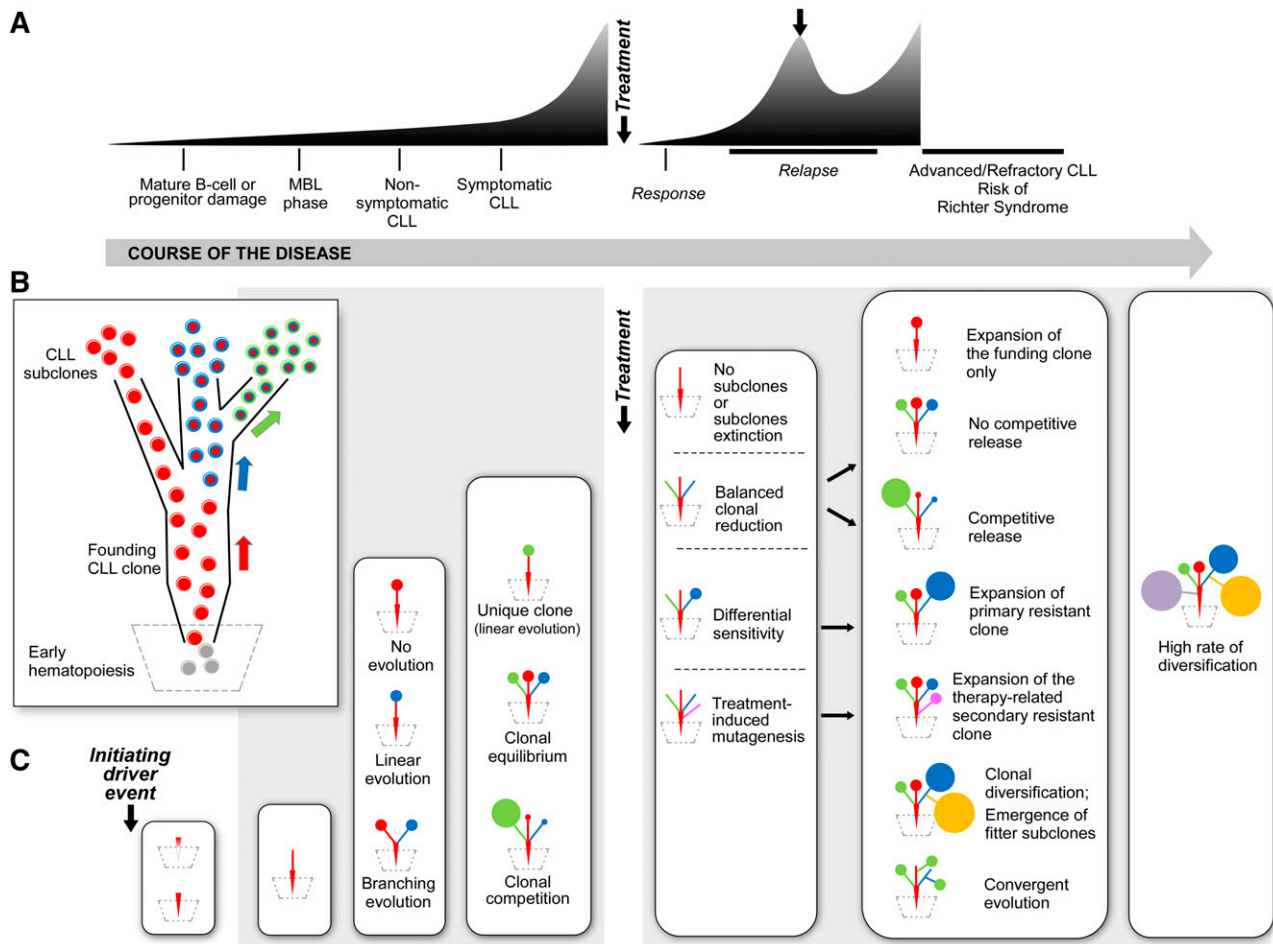 A
Treatment
Mature B-cell or
progenitor damage
MBL
phase
Non-
symptomatic
CLL
Symptomatic
CLL
Response
Relapse
Advanced/Refractory CLL
Risk of
Richter Syndrome
COURSE OF THE DISEASE
B
CLL
subclones
Founding
CLL clone
Early
hematopoiesis
Treatment
C
Initiating
driver
event
No
evolution
Linear
evolution
Branching
evolution
Unique clone
(linear evolution)
Clonal
equilibrium
Clonal
competition
No
subclones
or
subclones
extinction
Balanced
clonal
reduction
Differential
sensitivity
Treatment-
induced
mutagenesis
Expansion of
the funding clone
only
No competitive
release
Competitive
release
Expansion of
primary resistant
clone
Expansion of the
therapy-related
secondary resistant
clone
Clonal
diversification;
Emergence of
fitter subclones
Convergent
evolution
High rate of
diversification